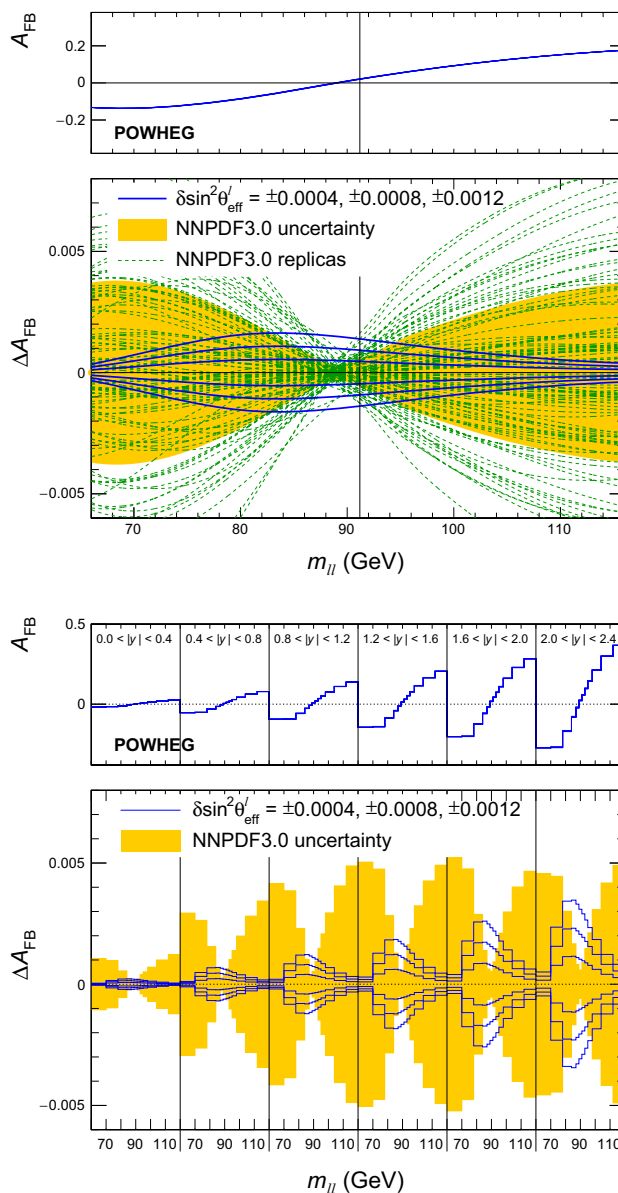 A_FB
0.2
0
−0.2
POWHEG
δsin²θ^l_eff = ±0.0004, ±0.0008, ±0.0012
NNPDF3.0 uncertainty
NNPDF3.0 replicas
ΔA_FB
0.005
0
−0.005
70 80 90 100 110
m_ll (GeV)
A_FB
0.5
0
0.0 < |y| < 0.4 0.4 < |y| < 0.8 0.8 < |y| < 1.2 1.2 < |y| < 1.6 1.6 < |y| < 2.0 2.0 < |y| < 2.4
POWHEG
δsin²θ^l_eff = ±0.0004, ±0.0008, ±0.0012
NNPDF3.0 uncertainty
ΔA_FB
0.005
0
−0.005
70 90 110 70 90 110 70 90 110 70 90 110 70 90 110 70 90 110
m_ll (GeV)